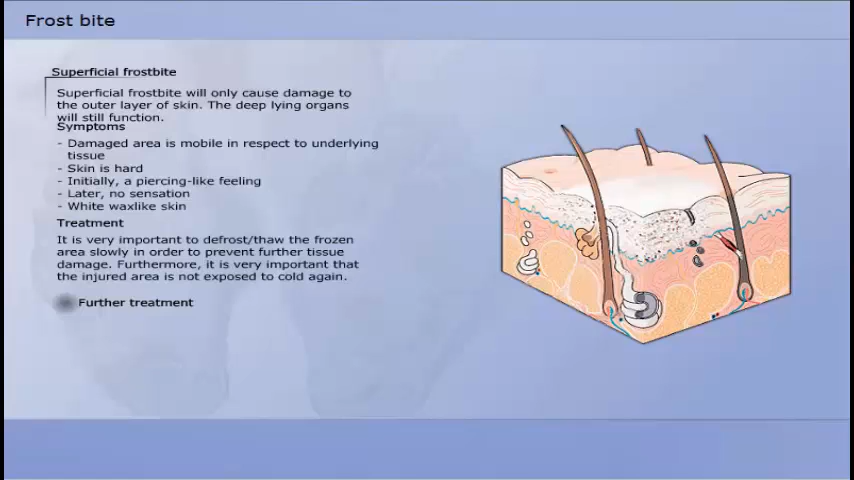 Frost bite
Superficial frostbite
Superficial frostbite will only cause damage to
the outer layer of skin. The deep lying organs
will still function.
Symptoms
- Damaged area is mobile in respect to underlying
tissue
- Skin is hard
- Initially, a piercing-like feeling
- Later, no sensation
- White waxlike skin
Treatment
It is very important to defrost/thaw the frozen
area slowly in order to prevent further tissue
damage. Furthermore, it is very important that
the injured area is not exposed to cold again.
Further treatment